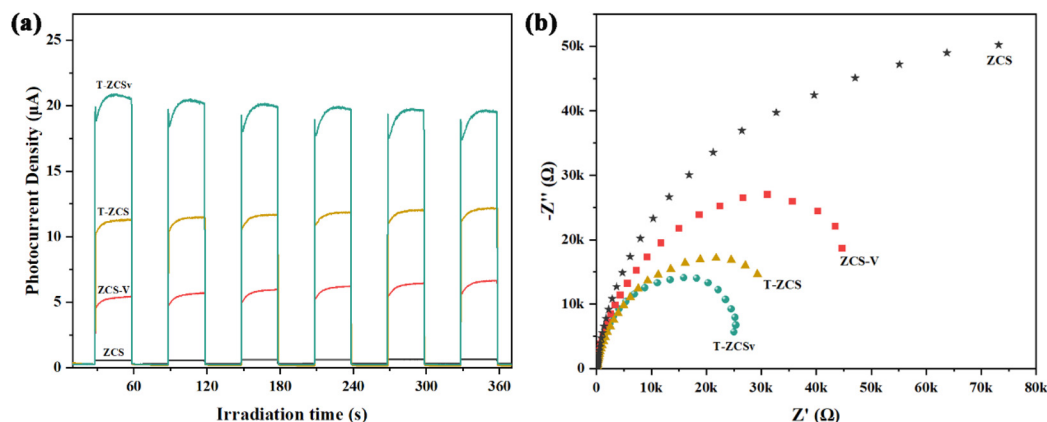 (a)
25
20
15
10
5
0
Photocurrent Density (μA)
T-ZCSv
T-ZCS
ZCS-V
ZCS
60
120
180
240
300
360
Irradiation time (s)
(b)
50k
40k
30k
20k
10k
0
-Z'' (Ω)
ZCS
ZCS-V
T-ZCS
T-ZCSv
0
10k
20k
30k
40k
50k
60k
70k
80k
Z' (Ω)